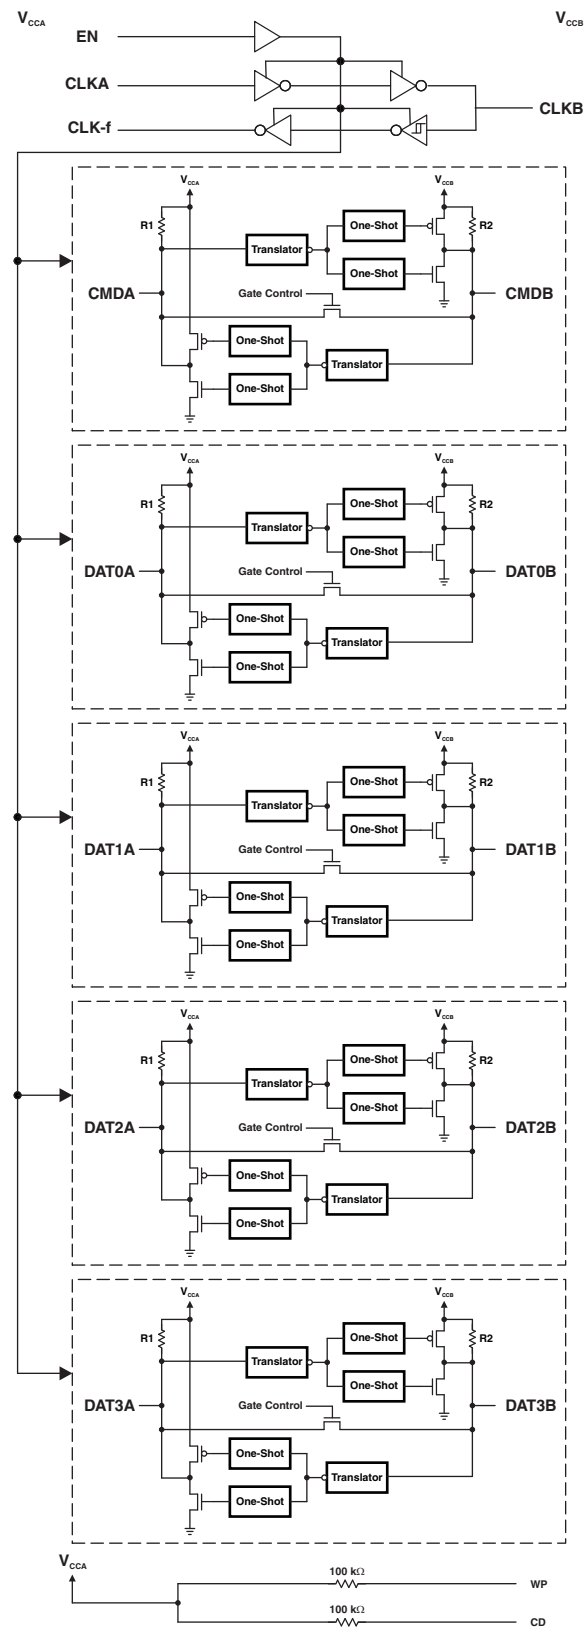 VCCA VCCB
EN
CLKA
CLKB
CLK-f
VCCA VCCB
R1 One-Shot R2
Translator
One-Shot
CMDA Gate Control CMDB
One-Shot
Translator
One-Shot
VCCA VCCB
R1 One-Shot R2
Translator
One-Shot
DAT0A Gate Control DAT0B
One-Shot
Translator
One-Shot
VCCA VCCB
R1 One-Shot R2
Translator
One-Shot
DAT1A Gate Control DAT1B
One-Shot
Translator
One-Shot
VCCA VCCB
R1 One-Shot R2
Translator
One-Shot
DAT2A Gate Control DAT2B
One-Shot
Translator
One-Shot
VCCA VCCB
R1 One-Shot R2
Translator
One-Shot
DAT3A Gate Control DAT3B
One-Shot
Translator
One-Shot
VCCA
100 kΩ WP
100 kΩ CD